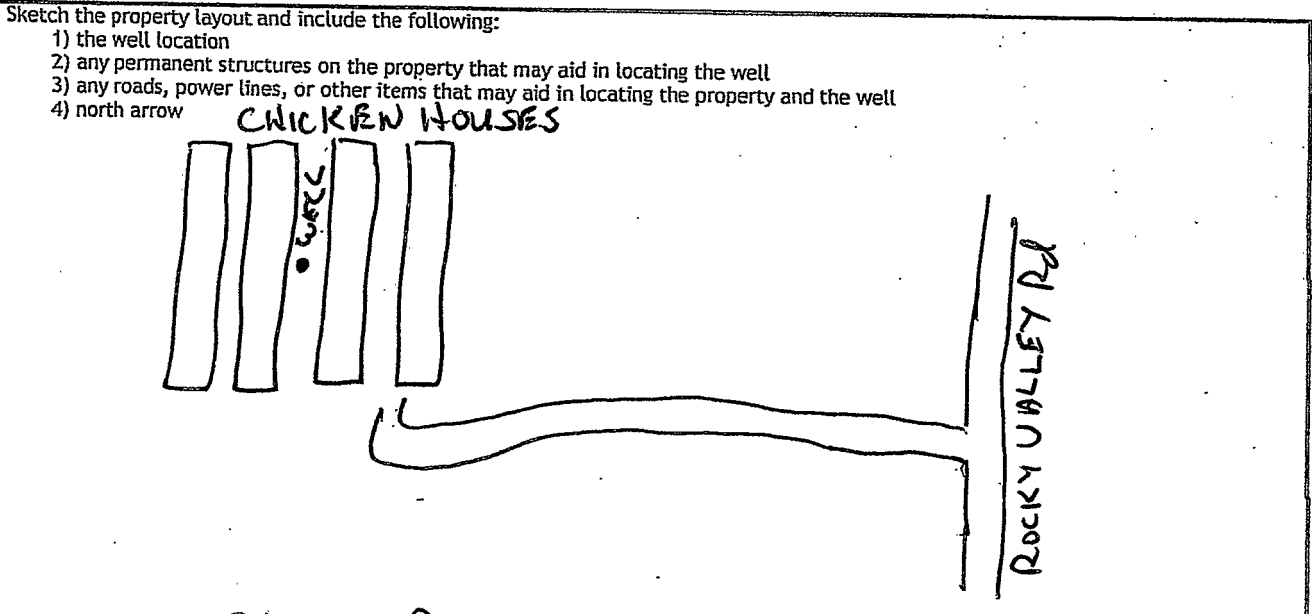 Sketch the property layout and include the following:
1) the well location
2) any permanent structures on the property that may aid in locating the well
3) any roads, power lines, or other items that may aid in locating the property and the well
4) north arrow
CHICKEN HOUSES
WELL
ROCKY VALLEY Rd